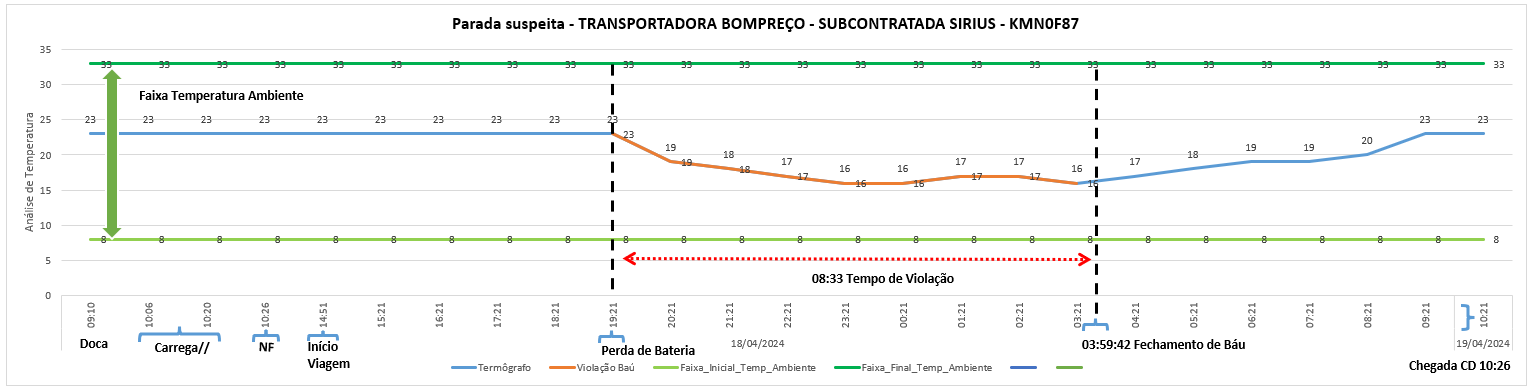 Parada suspeita - TRANSPORTADORA BOMPREÇO - SUBCONTRATADA SIRIUS - KMN0F87
Análise de Temperatura
35
30
25
20
15
10
5
0
33 33 33 33 33 33 33 33 33 33 33 33 33 33 33 33 33 33 33 33 33 33 33 33 33
Faixa Temperatura Ambiente
23 23 23 23 23 23 23 23 23 23 19 18 17 16 16 17 17 16 17 18 19 19 20 23 23
23 19 18 17 16 16 17 17 16
8 8 8 8 8 8 8 8 8 8 8 8 8 8 8 8 8 8 8 8 8 8 8 8 8
08:33 Tempo de Violação
09:10 10:06 10:20 10:26 14:51 15:21 16:21 17:21 18:21 19:21 20:21 21:21 22:21 23:21 00:21 01:21 02:21 03:21 04:21 05:21 06:21 07:21 08:21 09:21 10:21
Doca
Carrega//
NF
Início
Viagem
Perda de Bateria
18/04/2024
03:59:42 Fechamento de Báu
19/04/2024
Termôgrafo
Violação Baú
Faixa_Inicial_Temp_Ambiente
Faixa_Final_Temp_Ambiente
Chegada CD 10:26